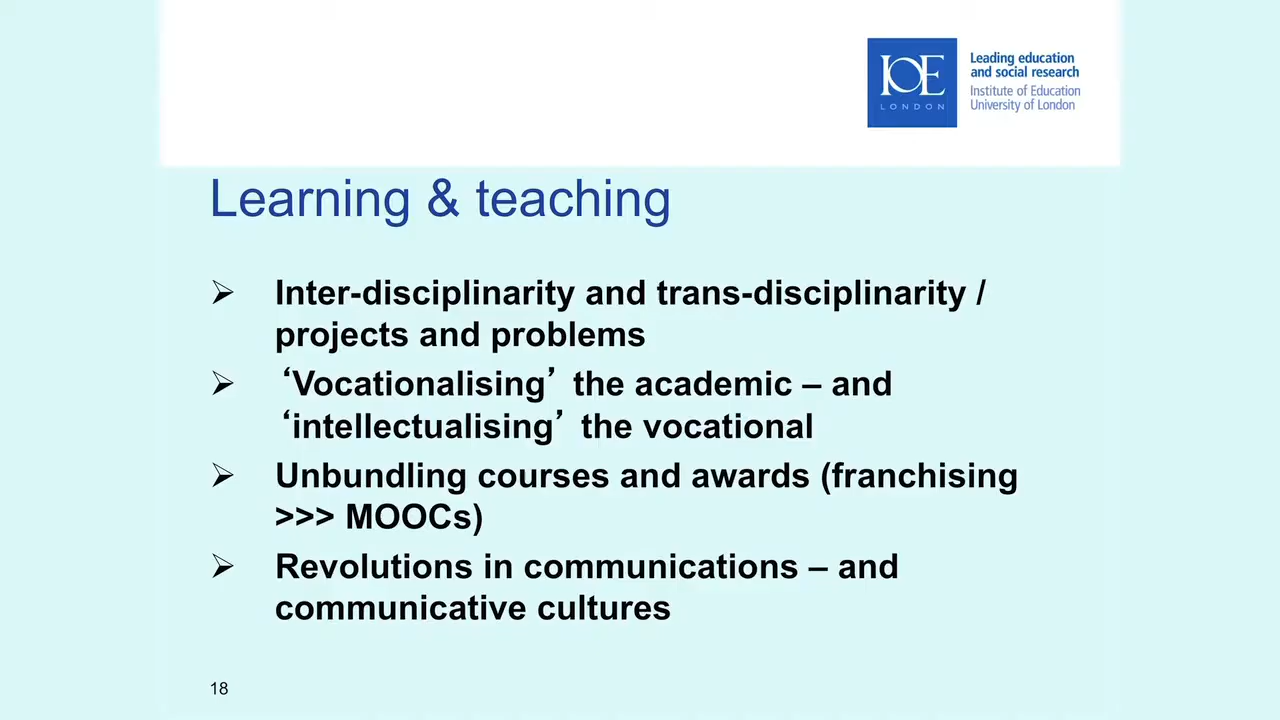 IOE
LONDON
Leading education
and social research
Institute of Education
University of London
Learning & teaching
➢ Inter-disciplinarity and trans-disciplinarity /
projects and problems
➢ ‘Vocationalising’ the academic – and
‘intellectualising’ the vocational
➢ Unbundling courses and awards (franchising
>>> MOOCs)
➢ Revolutions in communications – and
communicative cultures
18